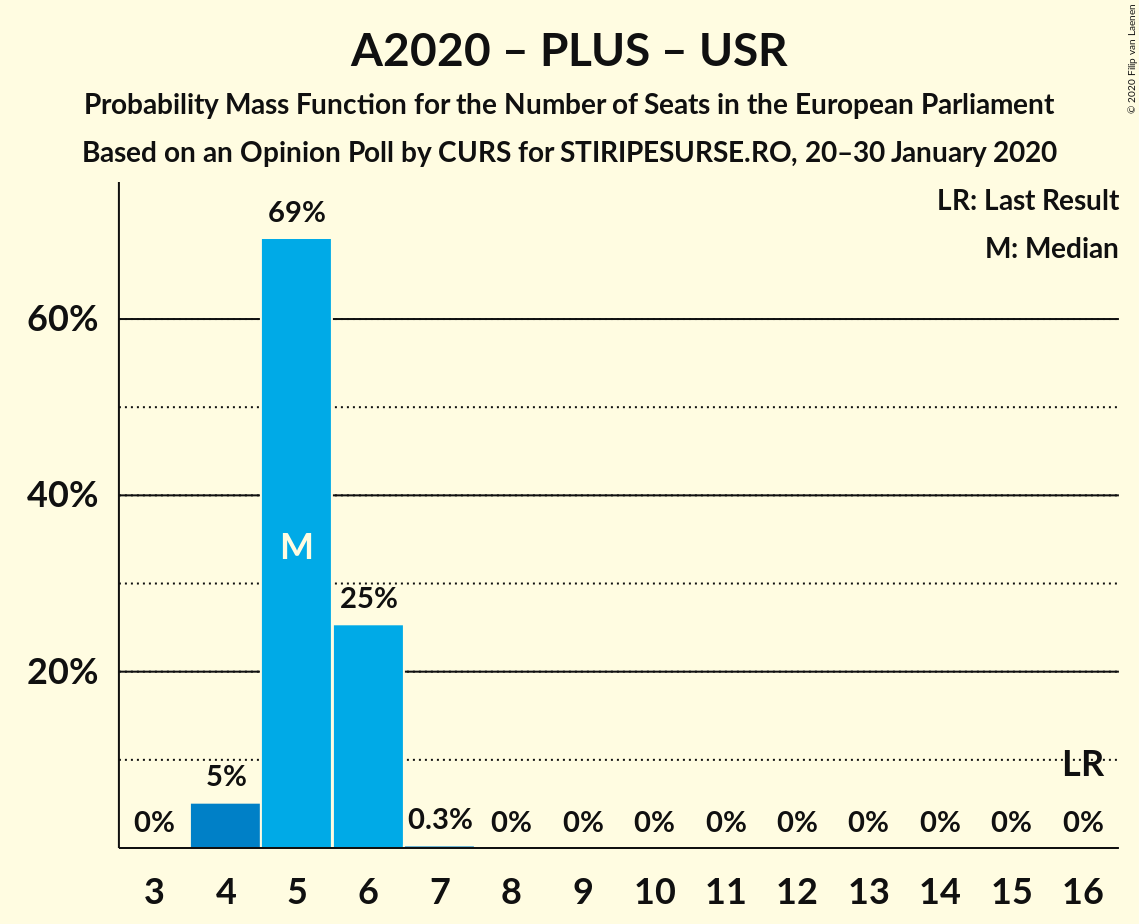 A2020 – PLUS – USR
Probability Mass Function for the Number of Seats in the European Parliament
Based on an Opinion Poll by CURS for STIRIPESURSE.RO, 20–30 January 2020
© 2020 Filip van Laenen
LR: Last Result
M: Median
69%
60%
40%
M
25%
20%
5%
LR
0%
0.3%
0%
0%
0%
0%
0%
0%
0%
0%
0%
3 4 5 6 7 8 9 10 11 12 13 14 15 16